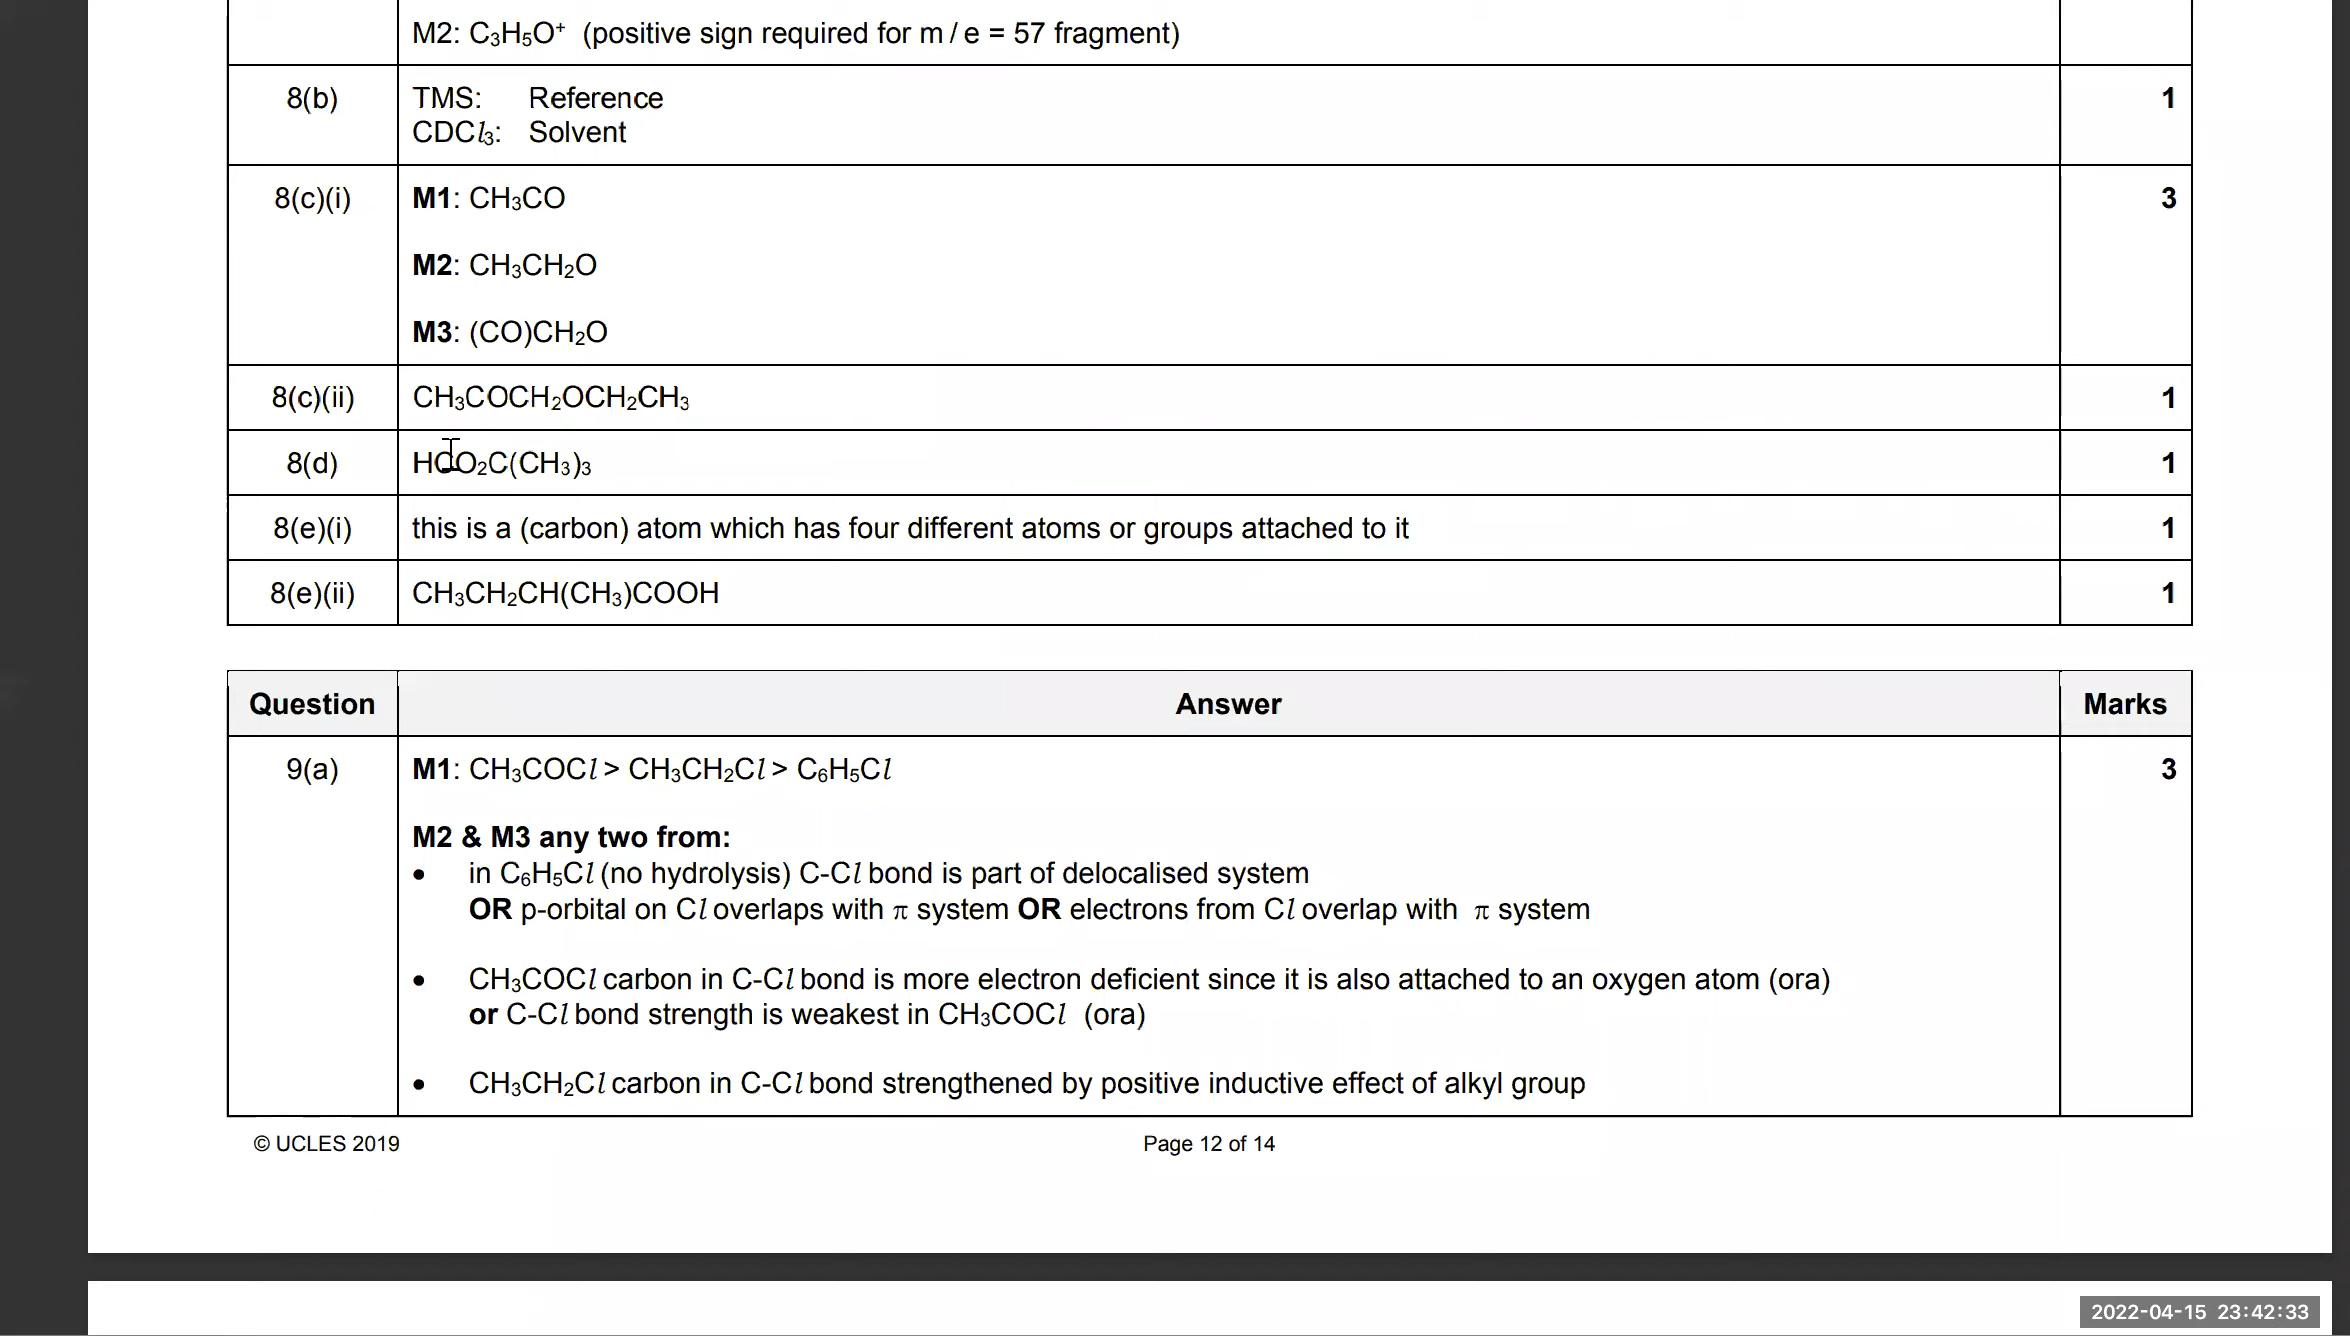 M2: C3H5O+ (positive sign required for m / e = 57 fragment)
8(b)
TMS: Reference
CDCl3: Solvent
1
8(c)(i)
M1: CH3CO
M2: CH3CH2O
M3: (CO)CH2O
3
8(c)(ii)
CH3COCH2OCH2CH3
1
8(d)
HCO2C(CH3)3
1
8(e)(i)
this is a (carbon) atom which has four different atoms or groups attached to it
1
8(e)(ii)
CH3CH2CH(CH3)COOH
1
Question Answer Marks
9(a)
M1: CH3COCl > CH3CH2Cl > C6H5Cl
3
M2 & M3 any two from:
• in C6H5Cl (no hydrolysis) C-Cl bond is part of delocalised system
OR p-orbital on Cl overlaps with π system OR electrons from Cl overlap with π system
• CH3COCl carbon in C-Cl bond is more electron deficient since it is also attached to an oxygen atom (ora)
or C-Cl bond strength is weakest in CH3COCl (ora)
• CH3CH2Cl carbon in C-Cl bond strengthened by positive inductive effect of alkyl group
© UCLES 2019
Page 12 of 14
2022-04-15 23:42:33